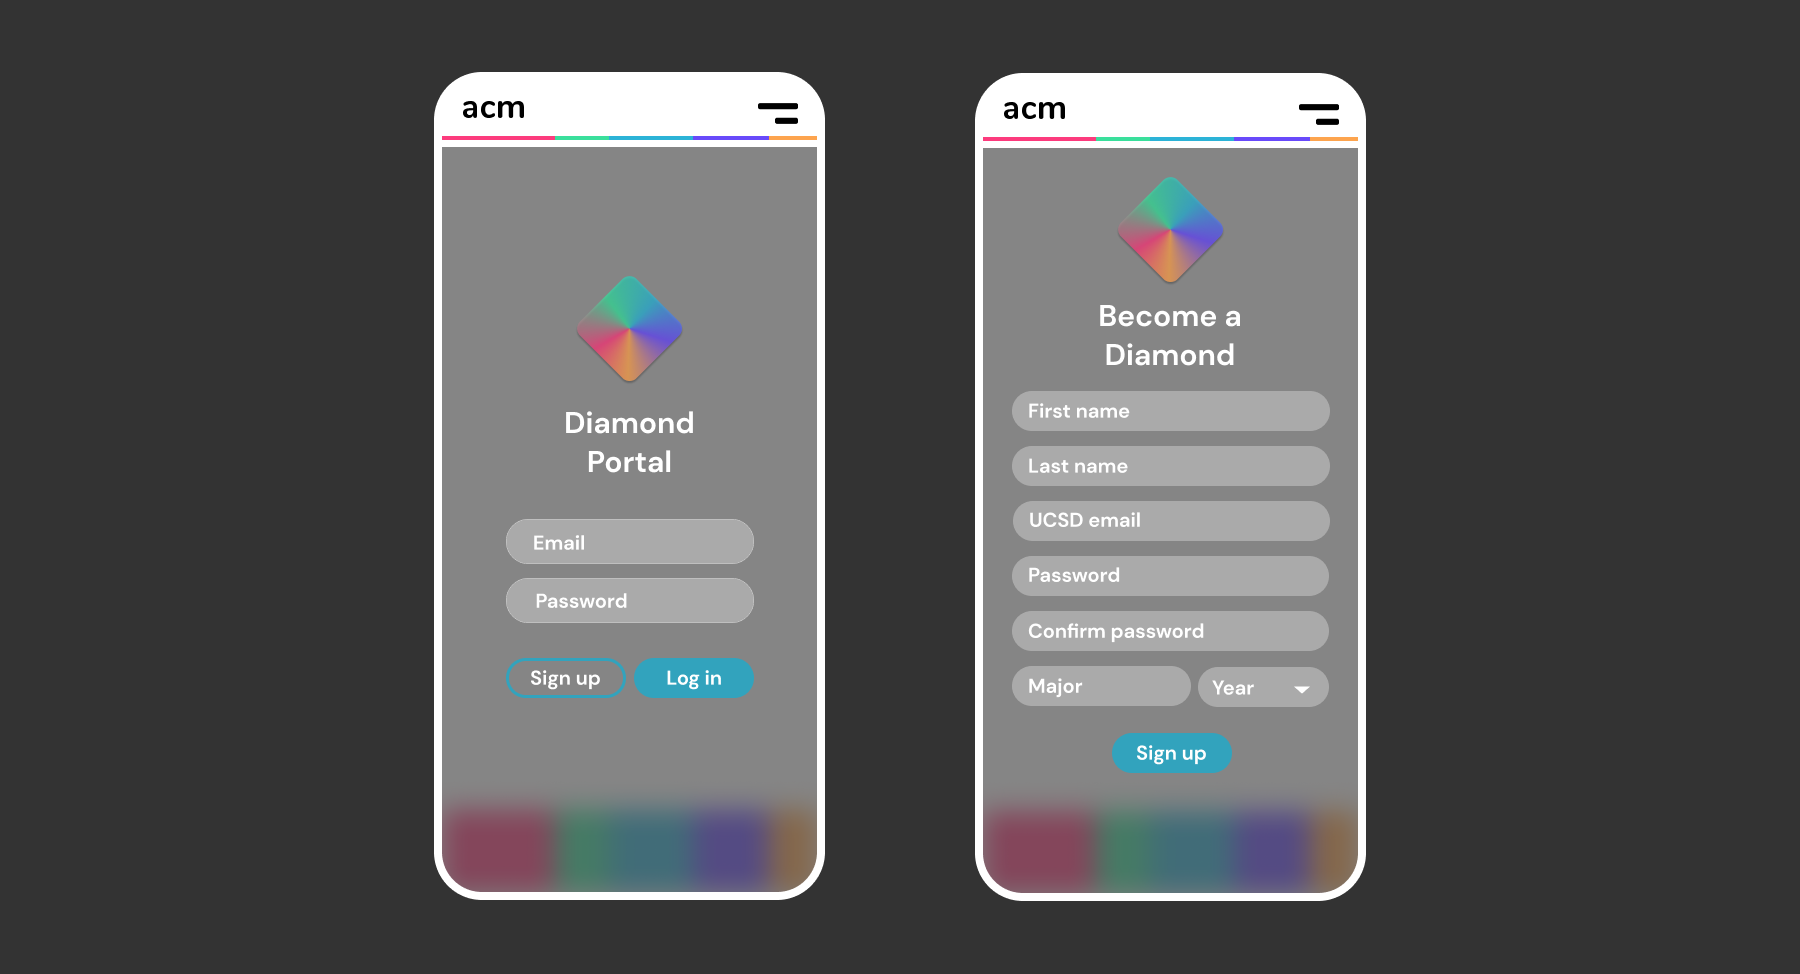 acm
Diamond
Portal
Email
Password
Sign up
Log in
acm
Become a
Diamond
First name
Last name
UCSD email
Password
Confirm password
Major
Year
Sign up